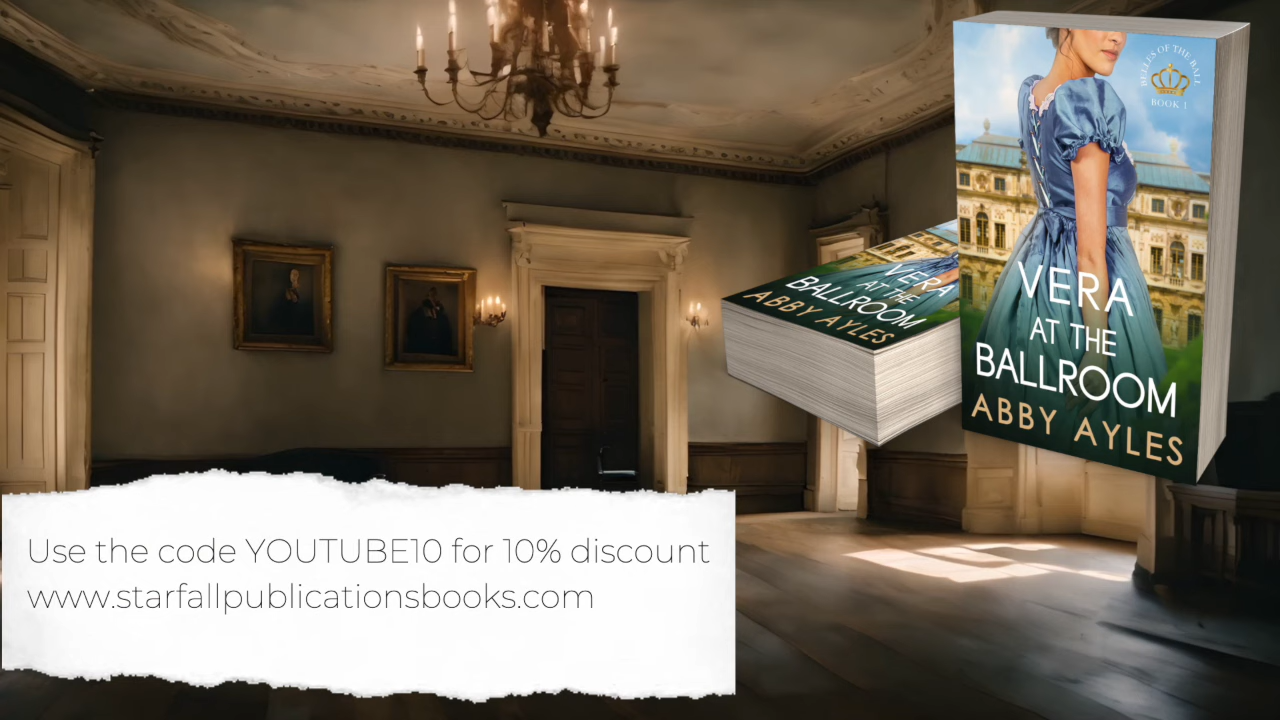 Use the code YOUTUBE10 for 10% discount
www.starfallpublicationsbooks.com
BELLES OF THE BALL
BOOK 1
VERA
AT THE
BALLROOM
ABBY AYLES
VERA
AT THE
BALLROOM
ABBY AYLES